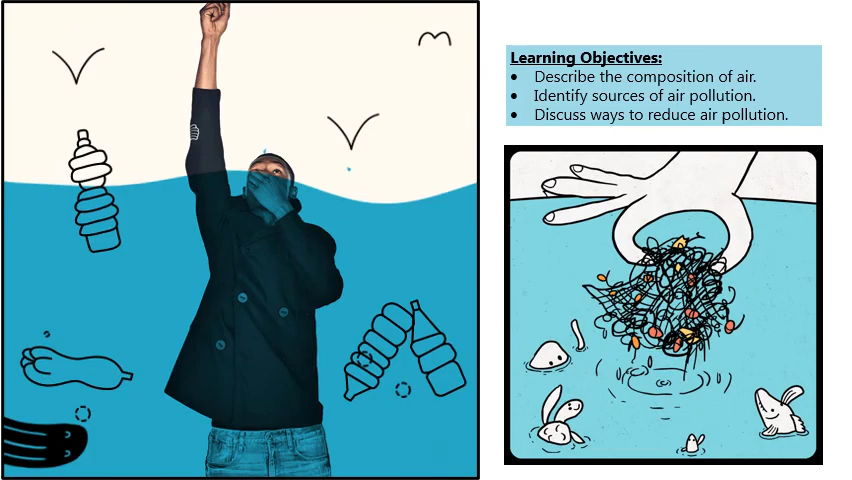 Learning Objectives:
• Describe the composition of air.
• Identify sources of air pollution.
• Discuss ways to reduce air pollution.